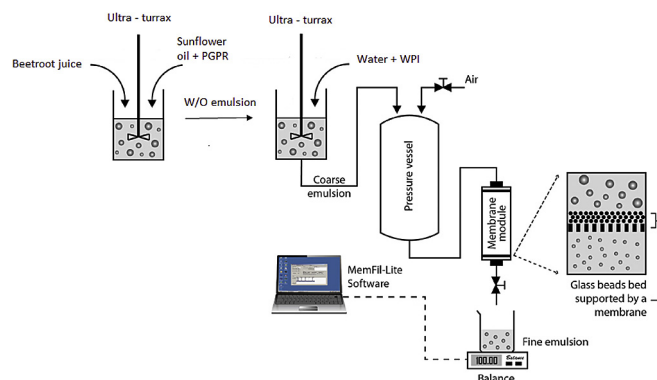 Ultra - turrax
Ultra - turrax
Beetroot juice
Sunflower
oil + PGPR
W/O emulsion
Water + WPI
Air
Coarse
emulsion
Pressure vessel
Membrane
module
Glass beads bed
supported by a
membrane
MemFil-Lite
Software
Fine emulsion
100.00 Balance
Balance